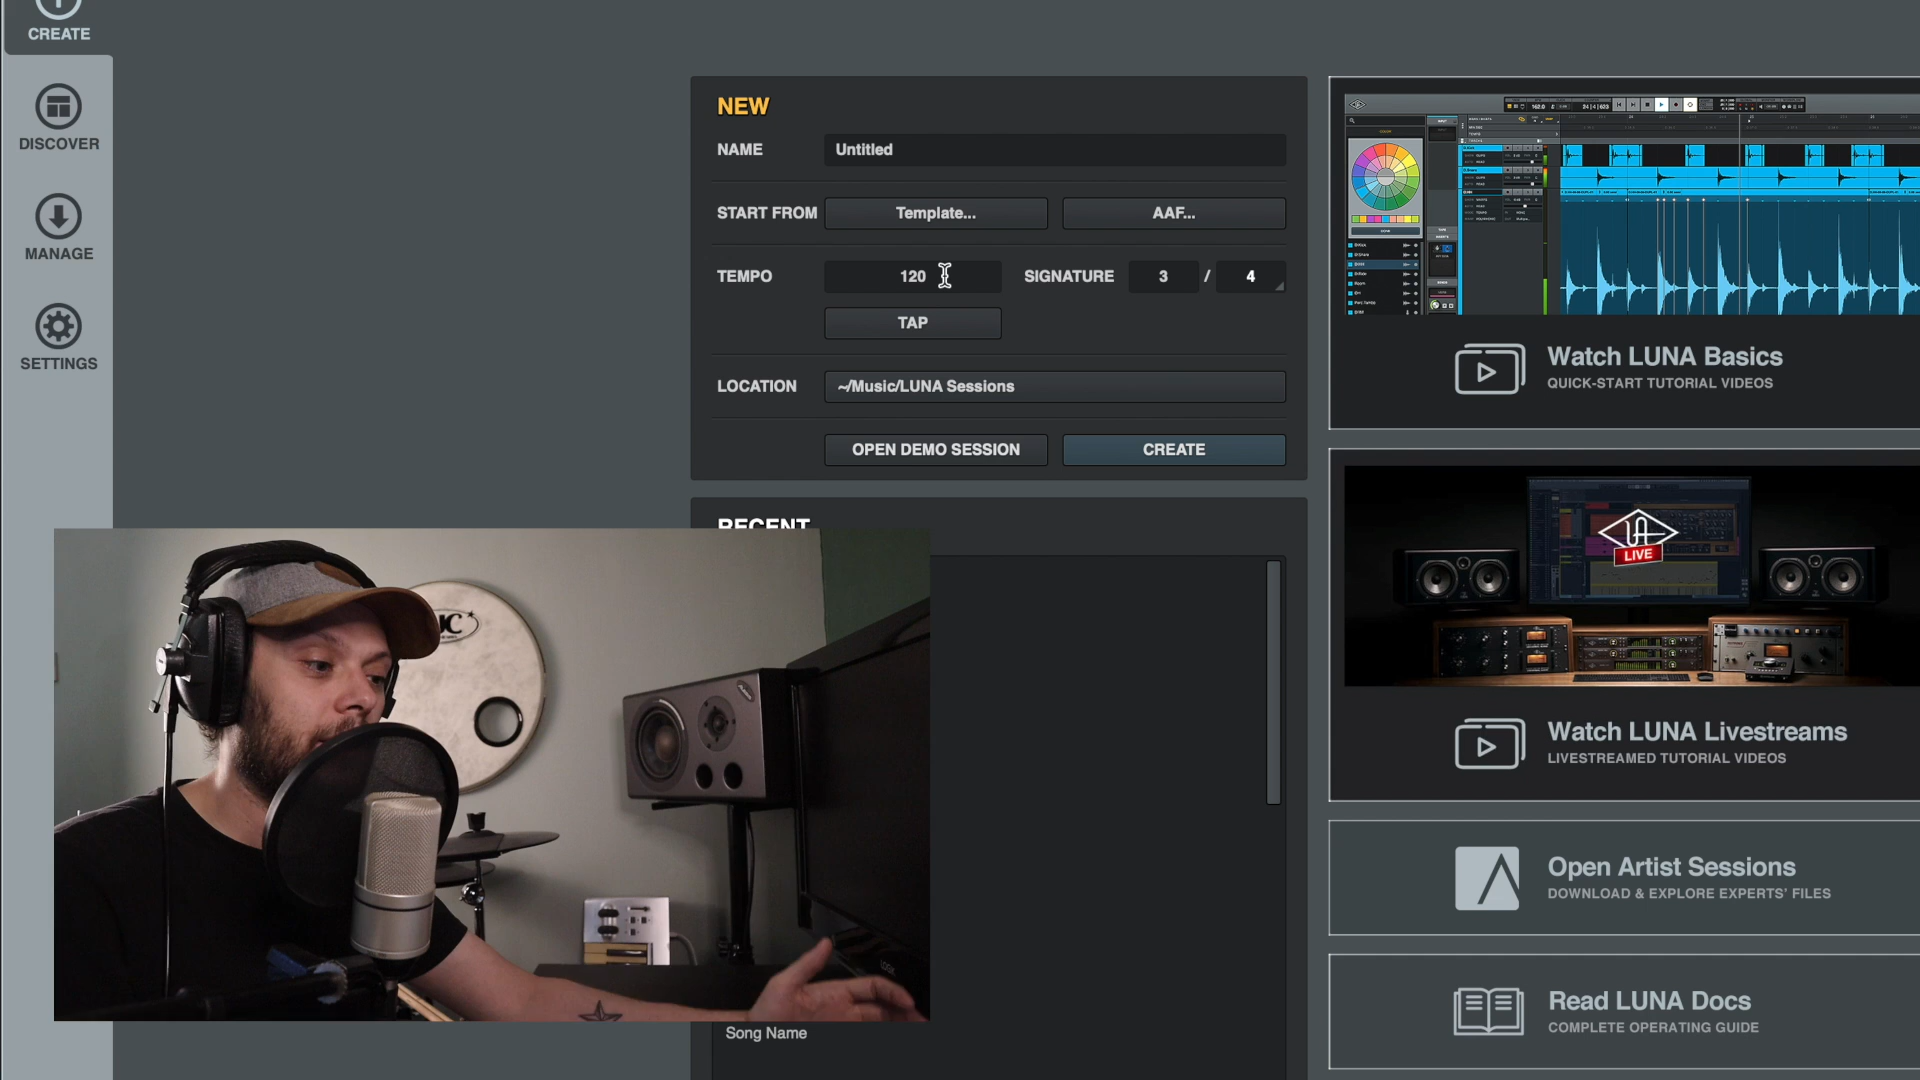 CREATE
DISCOVER
MANAGE
SETTINGS
NEW
NAME Untitled
START FROM Template... AAF...
TEMPO 120 SIGNATURE 3 / 4
TAP
LOCATION ~/Music/LUNA Sessions
OPEN DEMO SESSION CREATE
RECENT
Song Name
Watch LUNA Basics
QUICK-START TUTORIAL VIDEOS
LIVE
Watch LUNA Livestreams
LIVESTREAMED TUTORIAL VIDEOS
Open Artist Sessions
DOWNLOAD & EXPLORE EXPERTS' FILES
Read LUNA Docs
COMPLETE OPERATING GUIDE